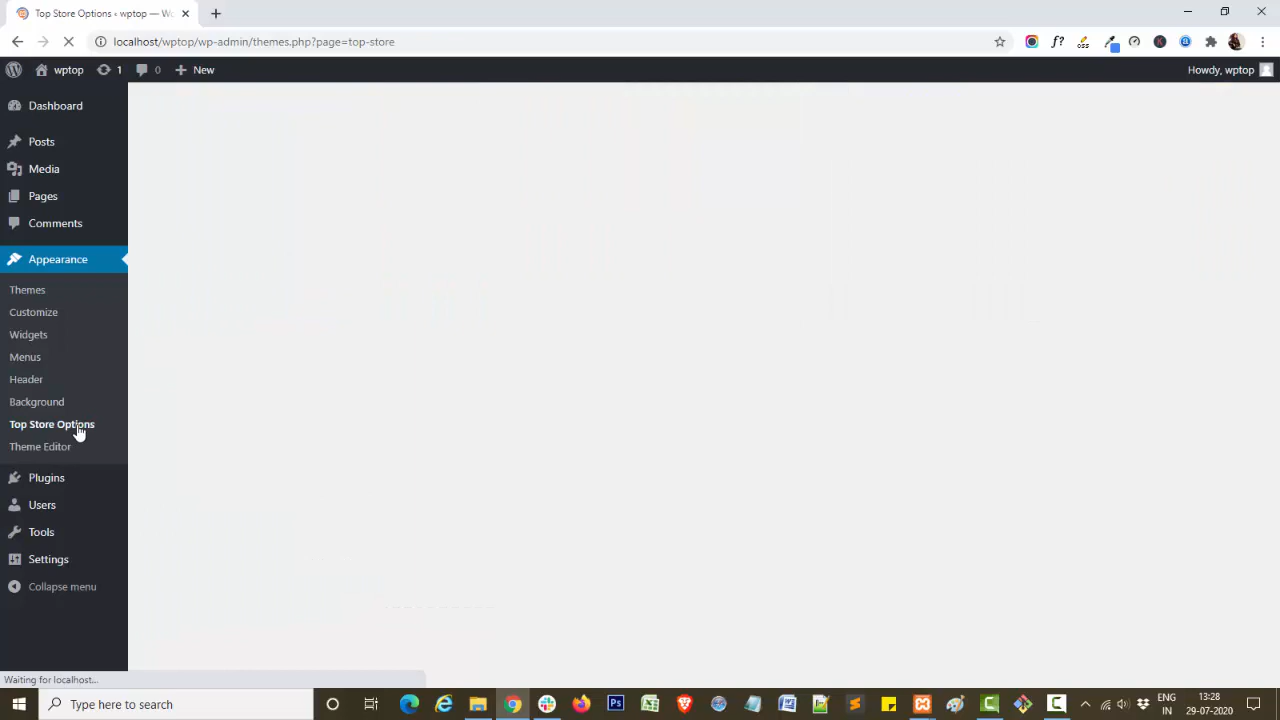 Top Store Options ‹ wptop — Wo
localhost/wptop/wp-admin/themes.php?page=top-store
wptop
1
0
New
Howdy, wptop
Dashboard
Posts
Media
Pages
Comments
Appearance
Themes
Customize
Widgets
Menus
Header
Background
Top Store Options
Theme Editor
Plugins
Users
Tools
Settings
Collapse menu
Waiting for localhost...
Type here to search
ENG
IN
13:28
29-07-2020